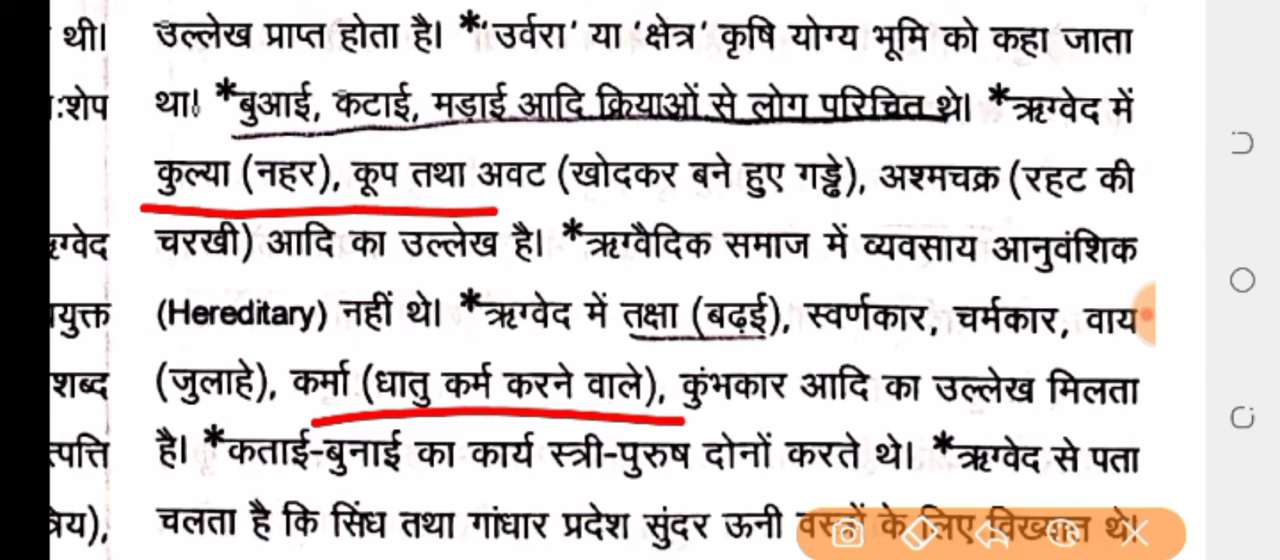 थी। उल्लेख प्राप्त होता है। *'उर्वरा' या 'क्षेत्र' कृषि योग्य भूमि को कहा जाता
:शेप था। *बुआई, कटाई, मड़ाई आदि क्रियाओं से लोग परिचित थे। *ऋग्वेद में
कुल्या (नहर), कूप तथा अवट (खोदकर बने हुए गड्ढे), अश्मचक्र (रहट की
ऋग्वेद चरखी) आदि का उल्लेख है। *ऋग्वैदिक समाज में व्यवसाय आनुवंशिक
(Hereditary) नहीं थे। *ऋग्वेद में तक्षा (बढ़ई), स्वर्णकार, चर्मकार, वाय
शब्द (जुलाहे), कर्मा (धातु कर्म करने वाले), कुंभकार आदि का उल्लेख मिलता
त्पत्ति है। *कताई-बुनाई का कार्य स्त्री-पुरुष दोनों करते थे। *ऋग्वेद से पता
चलता है कि सिंध तथा गांधार प्रदेश सुंदर ऊनी वस्त्रों के लिए विख्यात थे।